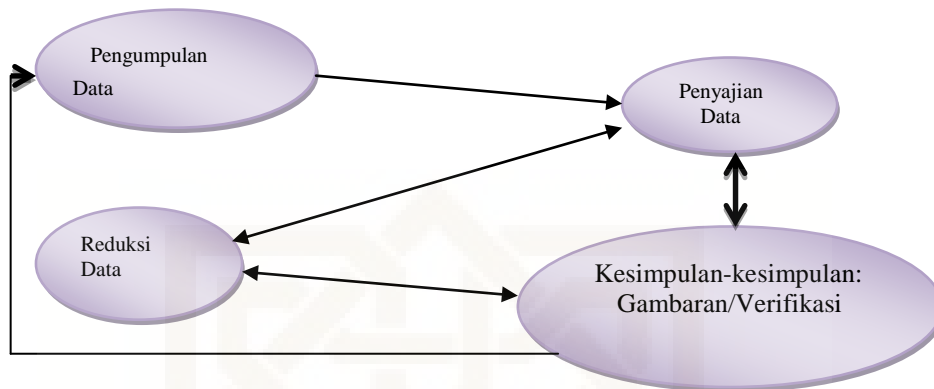 Pengumpulan
Data
Penyajian
Data
Reduksi
Data
Kesimpulan-kesimpulan:
Gambaran/Verifikasi